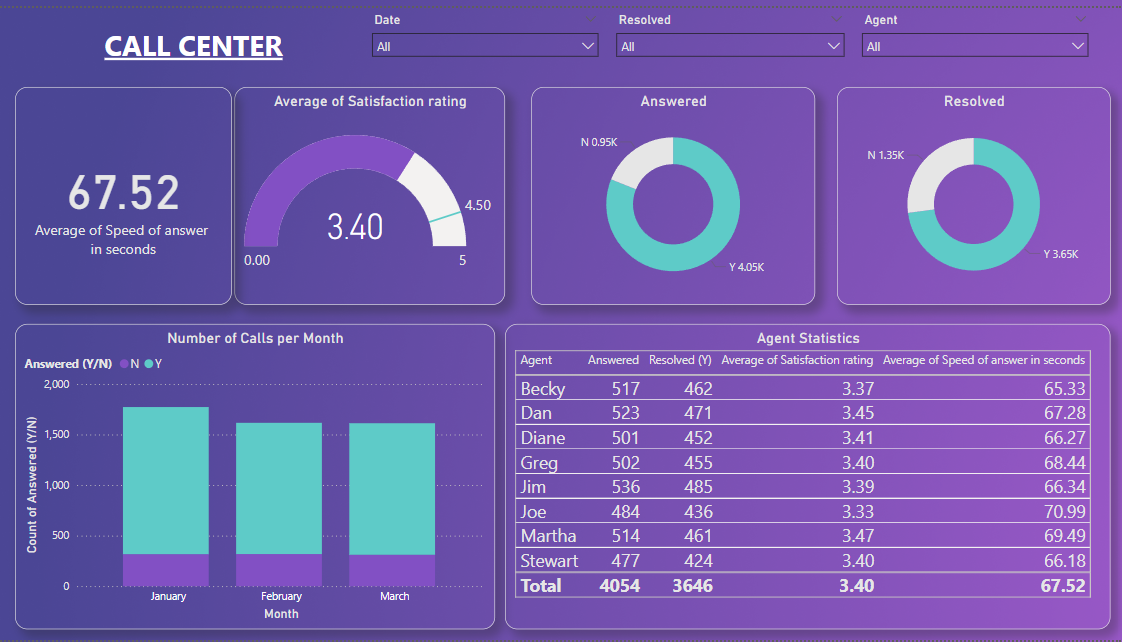 CALL CENTER
Date
All
Resolved
All
Agent
All
67.52
Average of Speed of answer
in seconds
Average of Satisfaction rating
3.40
0.00
4.50
5
Answered
N 0.95K
Y 4.05K
Resolved
N 1.35K
Y 3.65K
Number of Calls per Month
Answered (Y/N) N Y
Count of Answered (Y/N)
2,000
1,500
1,000
500
0
January February March
Month
Agent Statistics
Agent Answered Resolved (Y) Average of Satisfaction rating Average of Speed of answer in seconds
Becky 517 462 3.37 65.33
Dan 523 471 3.45 67.28
Diane 501 452 3.41 66.27
Greg 502 455 3.40 68.44
Jim 536 485 3.39 66.34
Joe 484 436 3.33 70.99
Martha 514 461 3.47 69.49
Stewart 477 424 3.40 66.18
Total 4054 3646 3.40 67.52